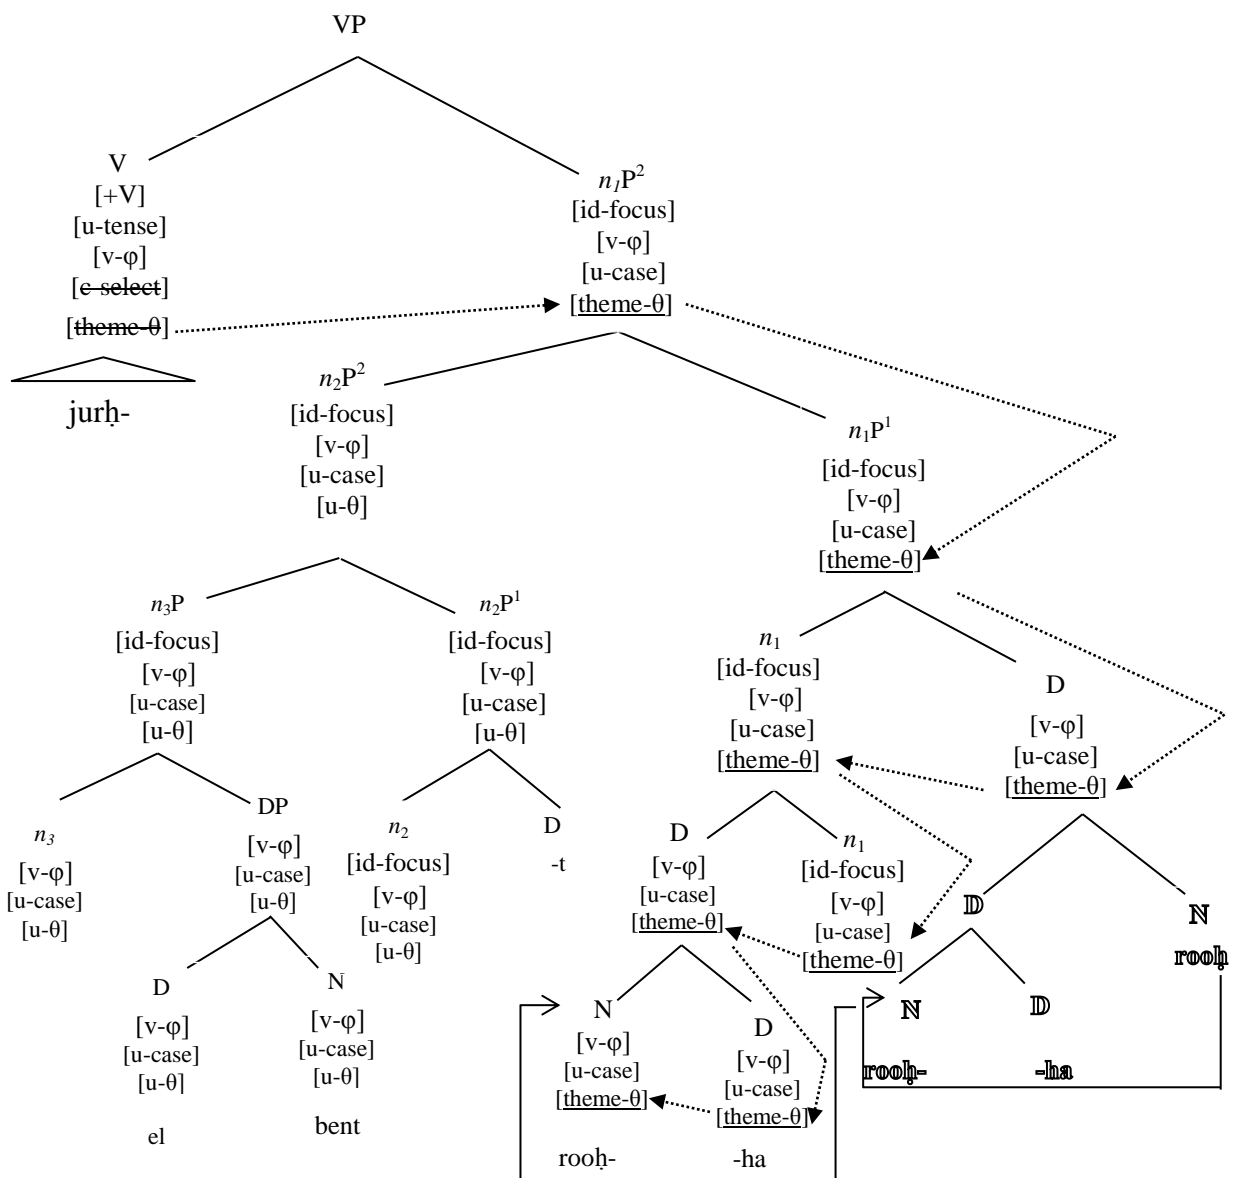 VP
V
[+V]
[u-tense]
[v-φ]
[c-select]
[theme-θ]
jurḥ-
n₁P²
[id-focus]
[v-φ]
[u-case]
[theme-θ]
n₂P²
[id-focus]
[v-φ]
[u-case]
[u-θ]
n₁P¹
[id-focus]
[v-φ]
[u-case]
[theme-θ]
n₃P
[id-focus]
[v-φ]
[u-case]
[u-θ]
n₂P¹
[id-focus]
[v-φ]
[u-case]
[u-θ]
n₁
[id-focus]
[v-φ]
[u-case]
[theme-θ]
D
[v-φ]
[u-case]
[theme-θ]
n₃
[v-φ]
[u-case]
[u-θ]
DP
[v-φ]
[u-case]
[u-θ]
n₂
[id-focus]
[v-φ]
[u-case]
[u-θ]
D
-t
D
[v-φ]
[u-case]
[theme-θ]
n₁
[id-focus]
[v-φ]
[u-case]
[theme-θ]
D
N
rooḥ
D
[v-φ]
[u-case]
[u-θ]
el
N
[v-φ]
[u-case]
[u-θ]
bent
N
[v-φ]
[u-case]
[theme-θ]
rooḥ-
D
[v-φ]
[u-case]
[theme-θ]
-ha
N
rooḥ-
D
-ha